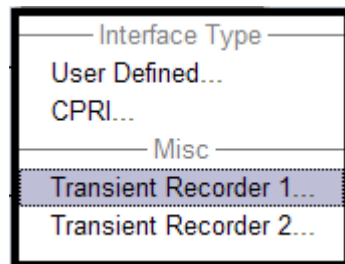 Interface Type
User Defined...
CPRI...
Misc
Transient Recorder 1...
Transient Recorder 2...